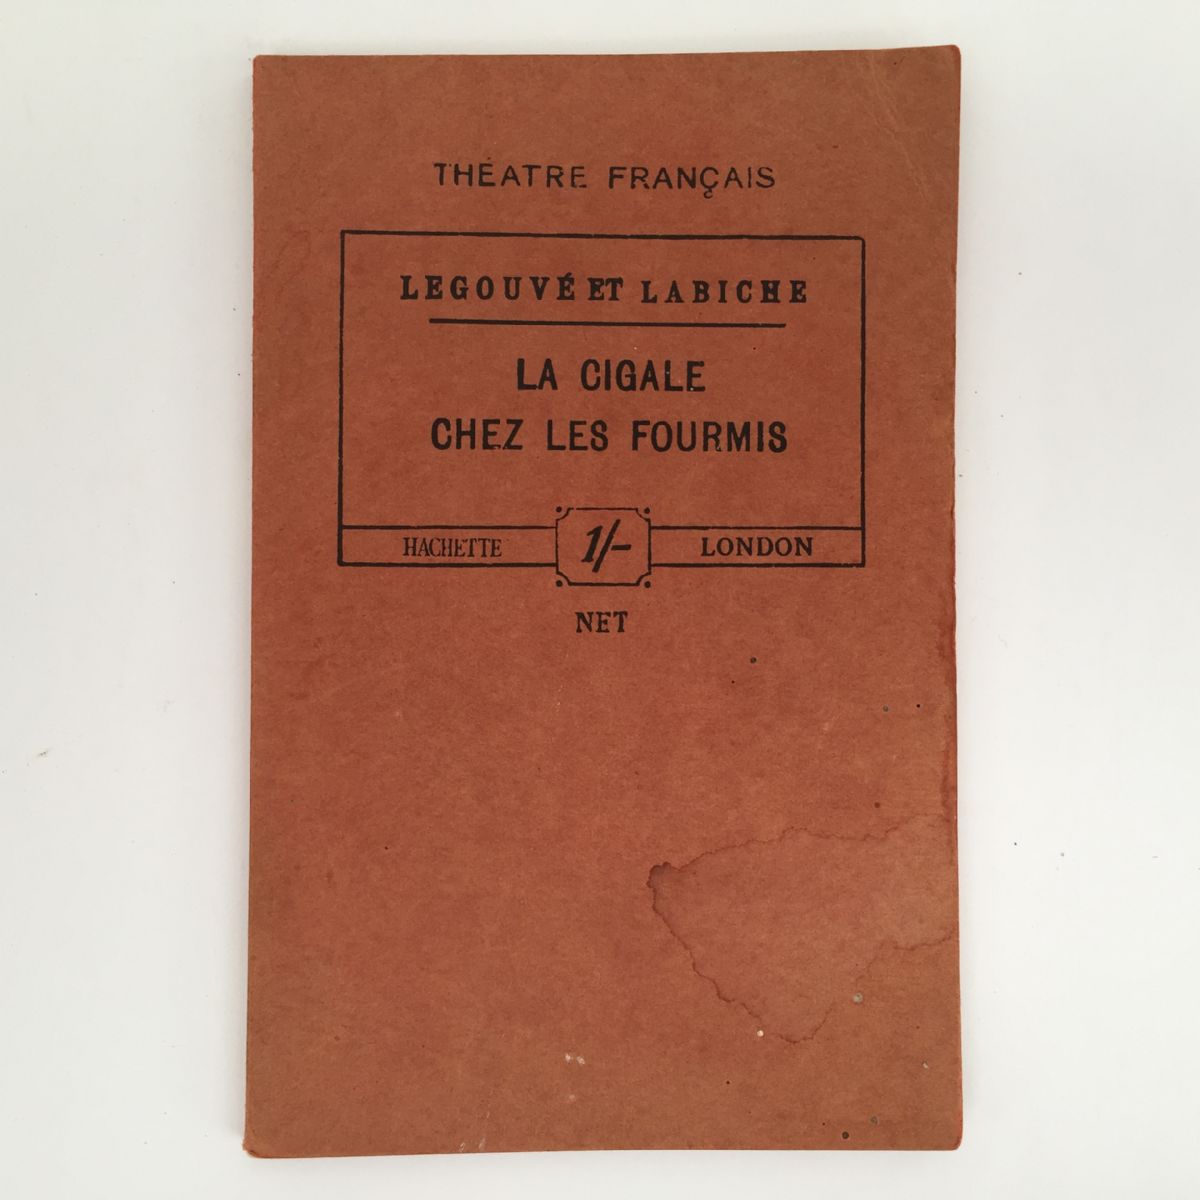 THÉATRE FRANÇAIS
LEGOUVÉ ET LABICHE
LA CIGALE
CHEZ LES FOURMIS
HACHETTE 1/- LONDON
NET